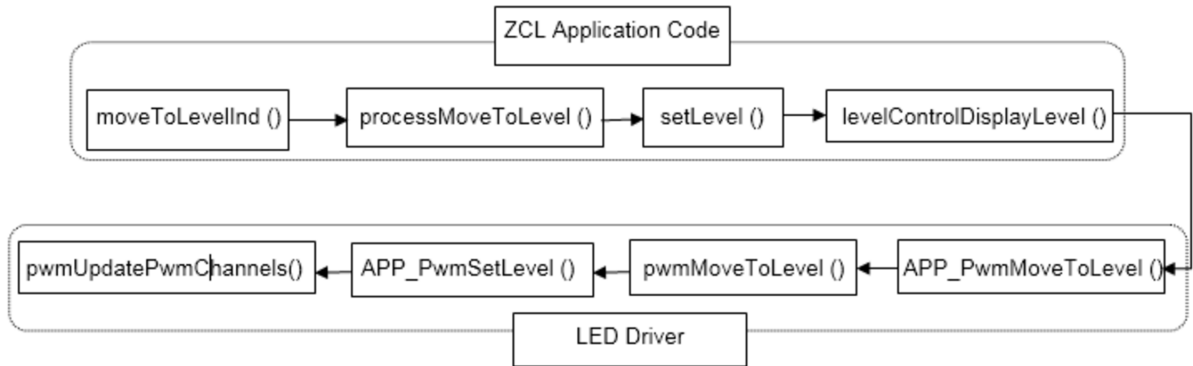 ZCL Application Code
moveToLevelInd ()
processMoveToLevel ()
setLevel ()
levelControlDisplayLevel ()
pwmUpdatePwmChannels()
APP_PwmSetLevel ()
pwmMoveToLevel ()
APP_PwmMoveToLevel ()
LED Driver